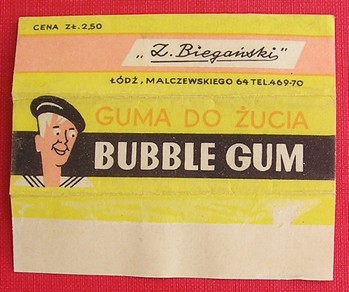 CENA ZŁ. 2,50
„Z. Biegański”
ŁÓDŹ, MALCZEWSKIEGO 64 TEL. 469-70
GUMA DO ŻUCIA
BUBBLE GUM